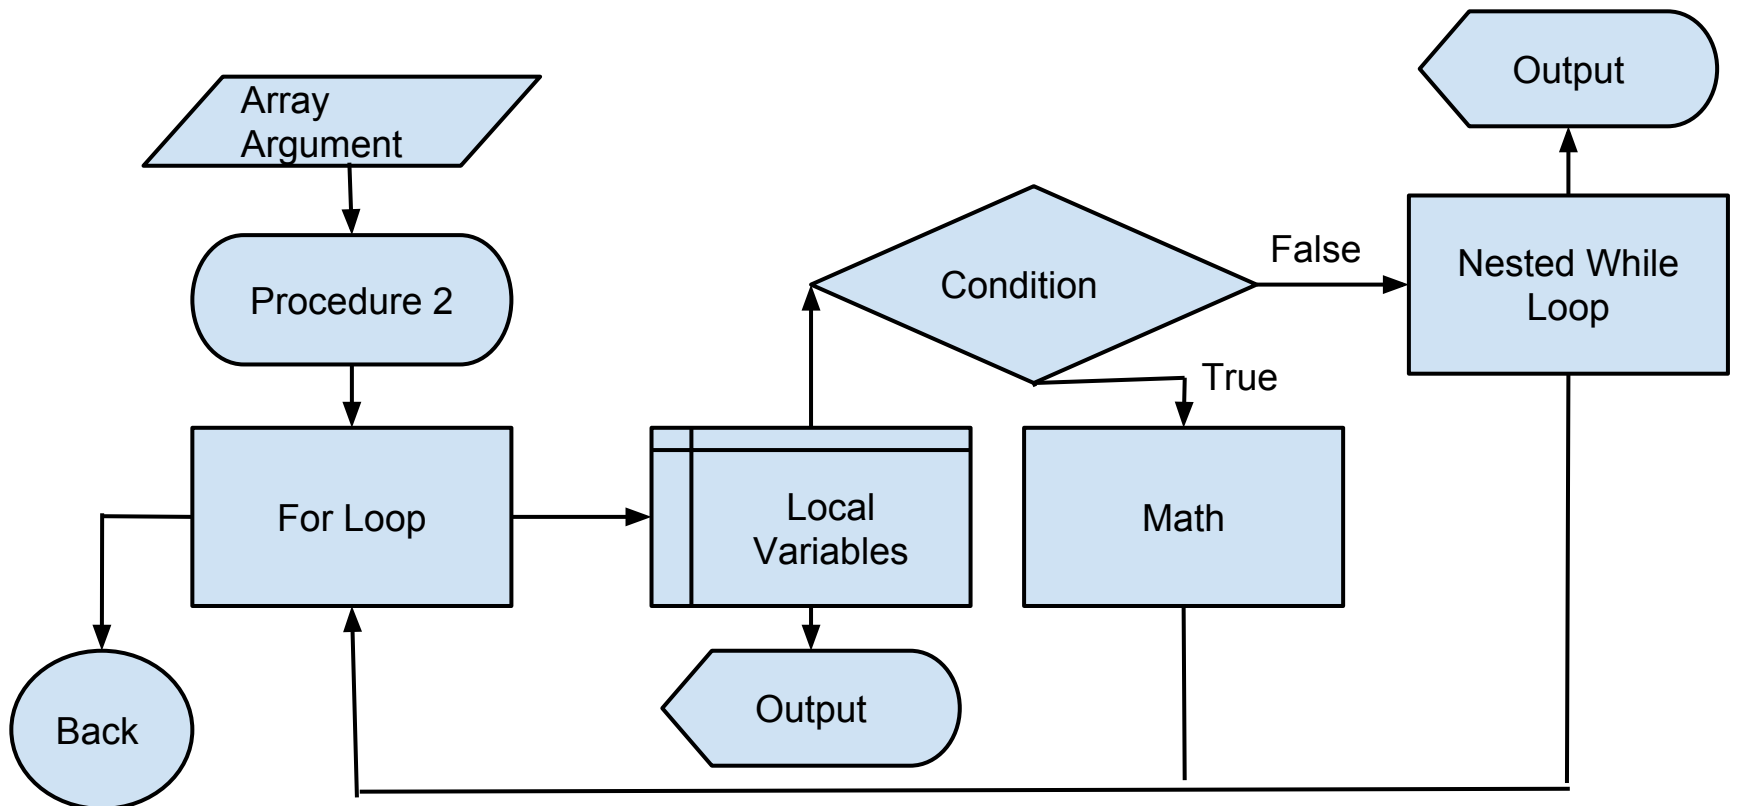 Output
Array
Argument
False
Nested While
Loop
Condition
Procedure 2
True
For Loop
Local
Variables
Math
Output
Back